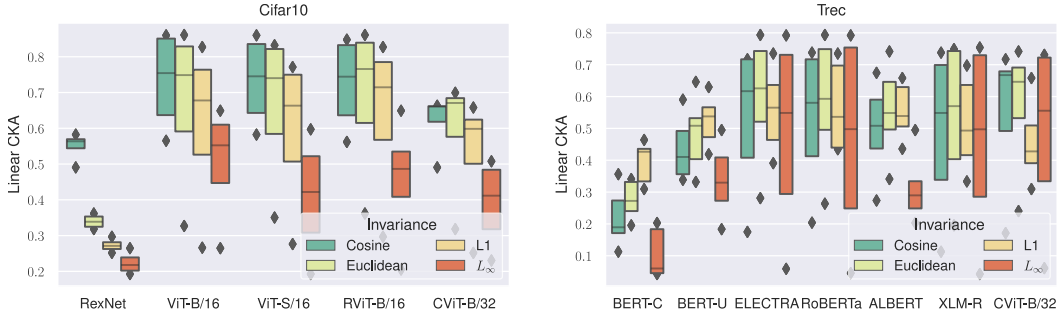 Cifar10
Linear CKA
0.8
0.7
0.6
0.5
0.4
0.3
0.2
RexNet ViT-B/16 ViT-S/16 RViT-B/16 CViT-B/32
Invariance
Cosine L1
Euclidean L∞
Trec
Linear CKA
0.8
0.7
0.6
0.5
0.4
0.3
0.2
0.1
BERT-C BERT-U ELECTRA RoBERTa ALBERT XLM-R CViT-B/32
Invariance
Cosine L1
Euclidean L∞